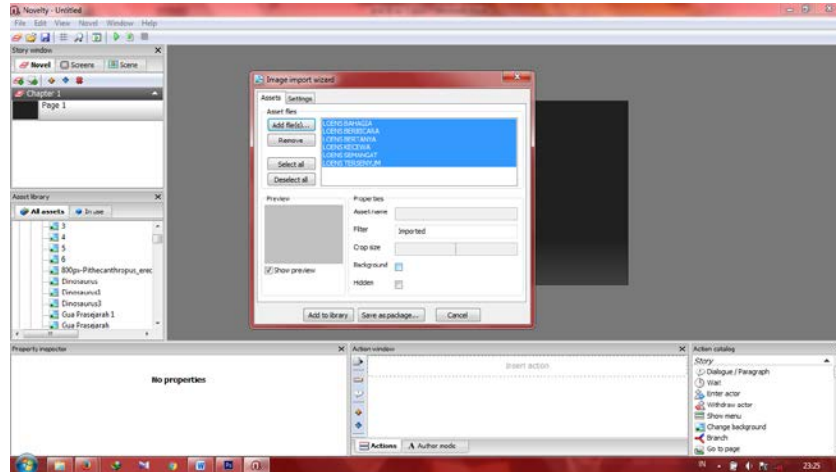 Novelty - Untitled
File Edit View Novel Window Help
Story window
Novel Screens Scene
Chapter 1
Page 1
Image import wizard
Assets Settings
Asset files
Add file(s)...
Remove
Select all
Deselect all
LOENS BAHAGIA
LOENS BERBICARA
LOENS BERTANYA
LOENS KECEWA
LOENS SEMANGAT
LOENS TERSENYUM
Preview
Show preview
Properties
Asset name
Filter Imported
Crop size
Background
Hidden
Add to library Save as package... Cancel
Asset library
All assets In use
3
4
5
6
800px-Pithecanthropus_erec
Dinosaurus
Dinosaurus1
Dinosaurus3
Gua Prasejarah 1
Gua Prasejarah
Property inspector
No properties
Action window
Insert action
Actions Author mode
Action catalog
Story
Dialogue / Paragraph
Wait
Enter actor
Withdraw actor
Show menu
Change background
Branch
Go to page
IN 23:25